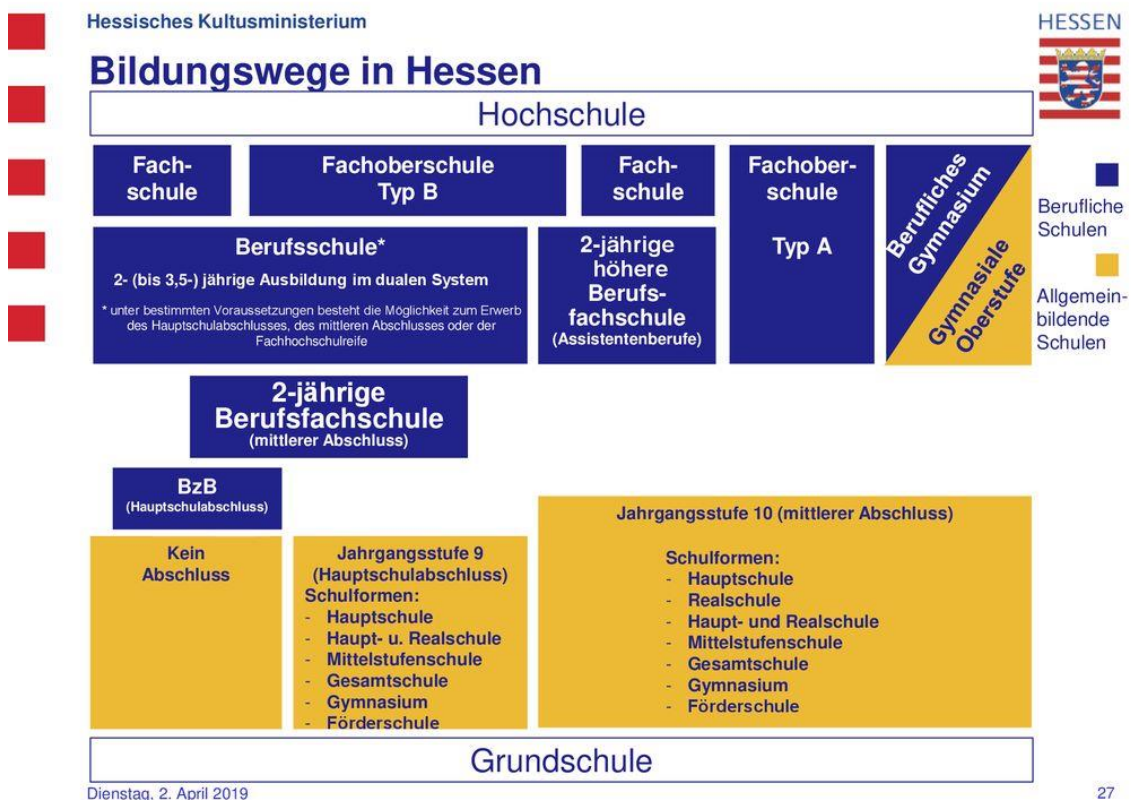 Hessisches Kultusministerium
HESSEN
Bildungswege in Hessen
Hochschule
Fach-
schule
Fachoberschule
Typ B
Fach-
schule
Fachober-
schule
Typ A
Berufliches
Gymnasium
Gymnasiale
Oberstufe
Berufliche
Schulen
Allgemein-
bildende
Schulen
Berufsschule*
2- (bis 3,5-) jährige Ausbildung im dualen System
* unter bestimmten Voraussetzungen besteht die Möglichkeit zum Erwerb
des Hauptschulabschlusses, des mittleren Abschlusses oder der
Fachhochschulreife
2-jährige
höhere
Berufs-
fachschule
(Assistentenberufe)
2-jährige
Berufsfachschule
(mittlerer Abschluss)
BzB
(Hauptschulabschluss)
Kein
Abschluss
Jahrgangsstufe 9
(Hauptschulabschluss)
Schulformen:
- Hauptschule
- Haupt- u. Realschule
- Mittelstufenschule
- Gesamtschule
- Gymnasium
- Förderschule
Jahrgangsstufe 10 (mittlerer Abschluss)
Schulformen:
- Hauptschule
- Realschule
- Haupt- und Realschule
- Mittelstufenschule
- Gesamtschule
- Gymnasium
- Förderschule
Grundschule
Dienstag, 2. April 2019
27